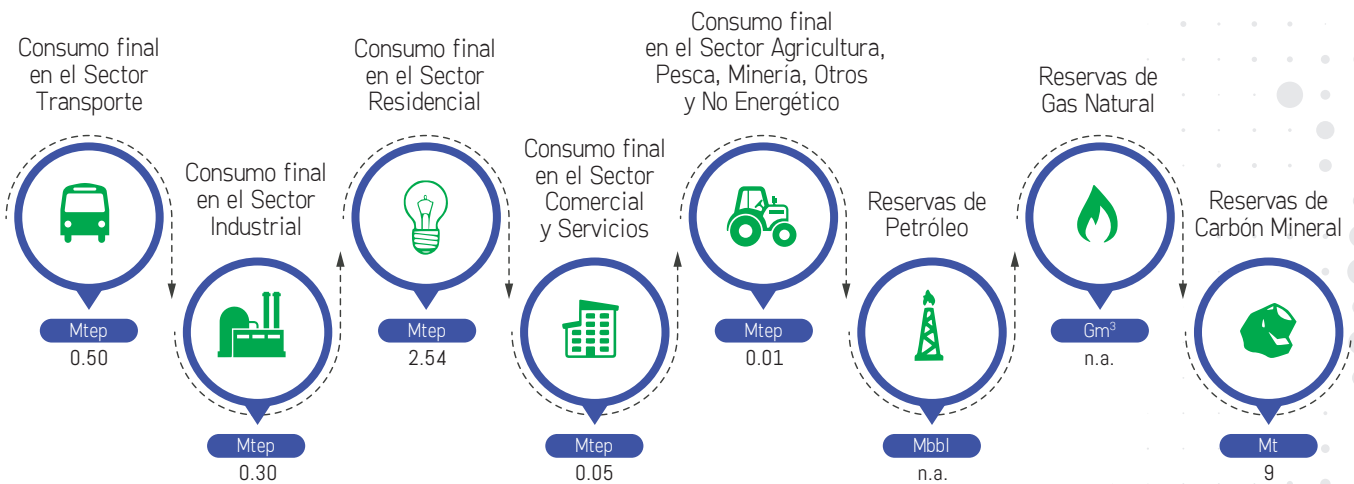 Consumo final
en el Sector
Transporte
Mtep
0.50
Consumo final
en el Sector
Industrial
Mtep
0.30
Consumo final
en el Sector
Residencial
Mtep
2.54
Consumo final
en el Sector
Comercial
y Servicios
Mtep
0.05
Consumo final
en el Sector Agricultura,
Pesca, Minería, Otros
y No Energético
Mtep
0.01
Reservas de
Petróleo
Mbbl
n.a.
Reservas de
Gas Natural
Gm³
n.a.
Reservas de
Carbón Mineral
Mt
9